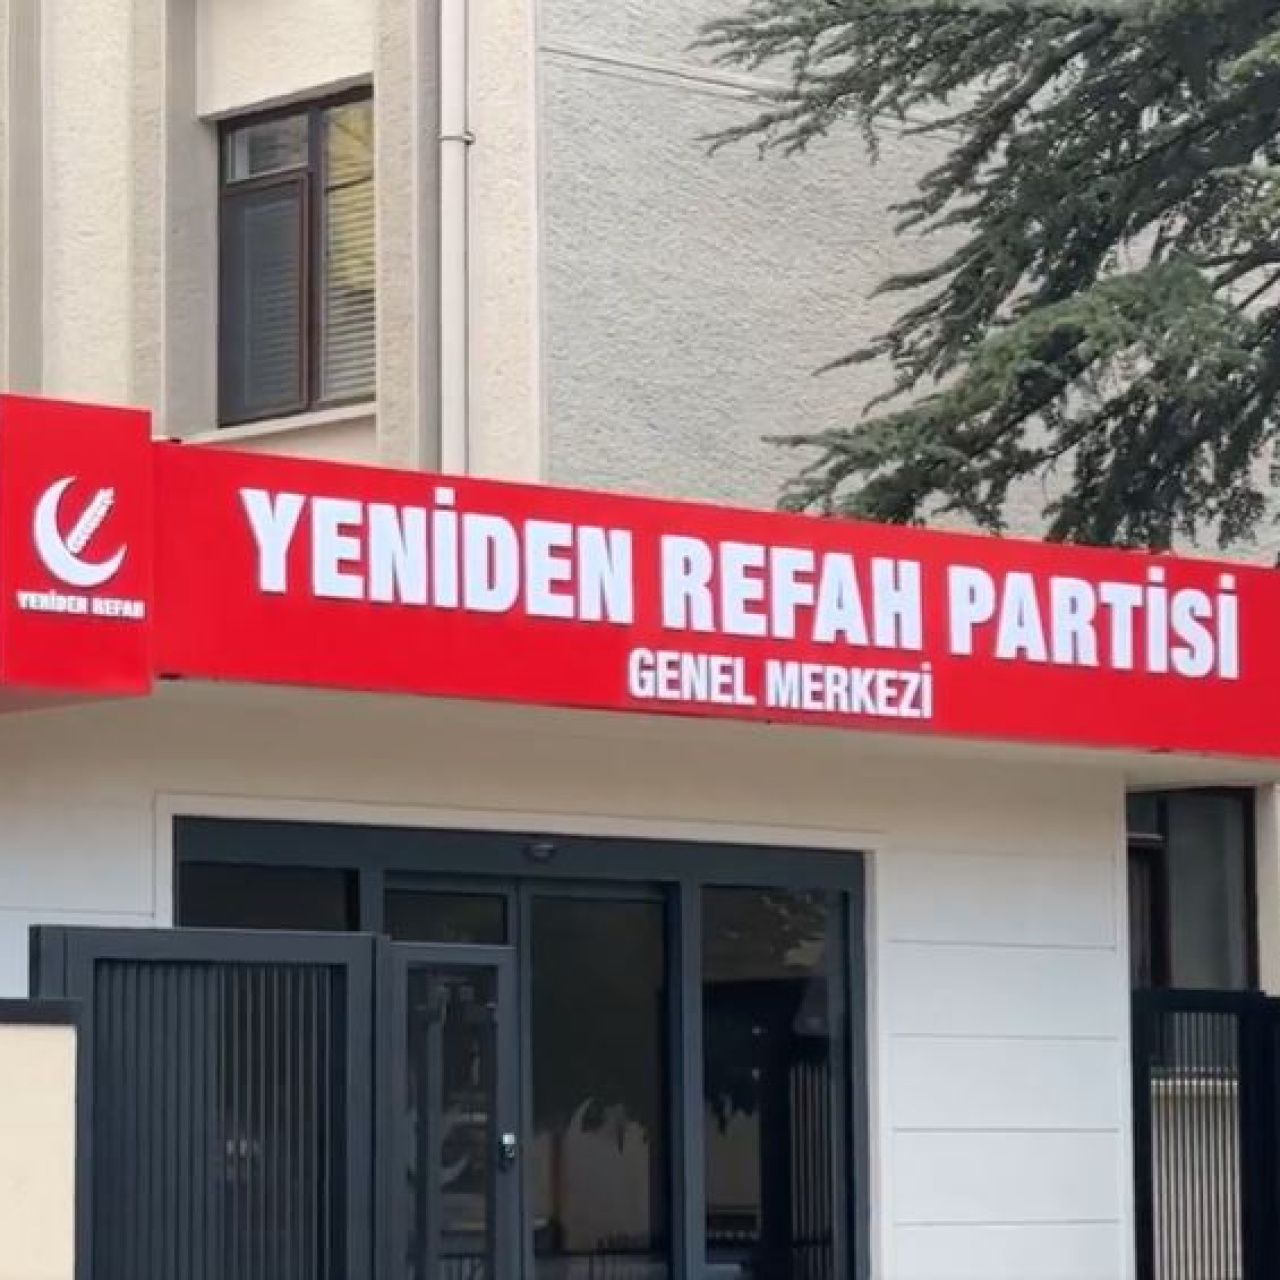 YENİDEN REFAH
YENİDEN REFAH PARTİSİ
GENEL MERKEZİ